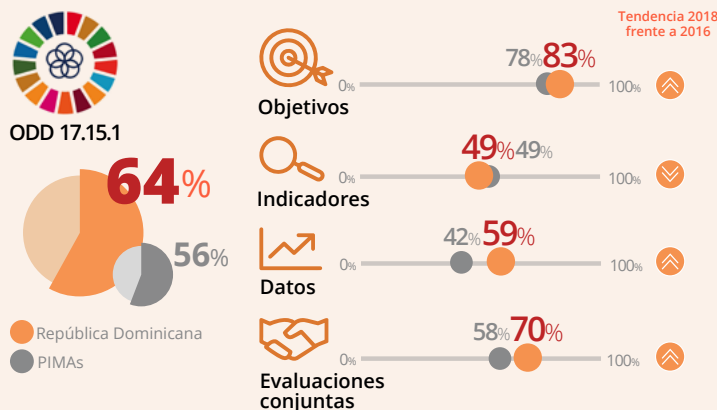 ODD 17.15.1
64%
56%
República Dominicana
PIMAs
Tendencia 2018
frente a 2016
78% 83%
0% 100%
Objetivos
49% 49%
0% 100%
Indicadores
42% 59%
0% 100%
Datos
58% 70%
0% 100%
Evaluaciones
conjuntas